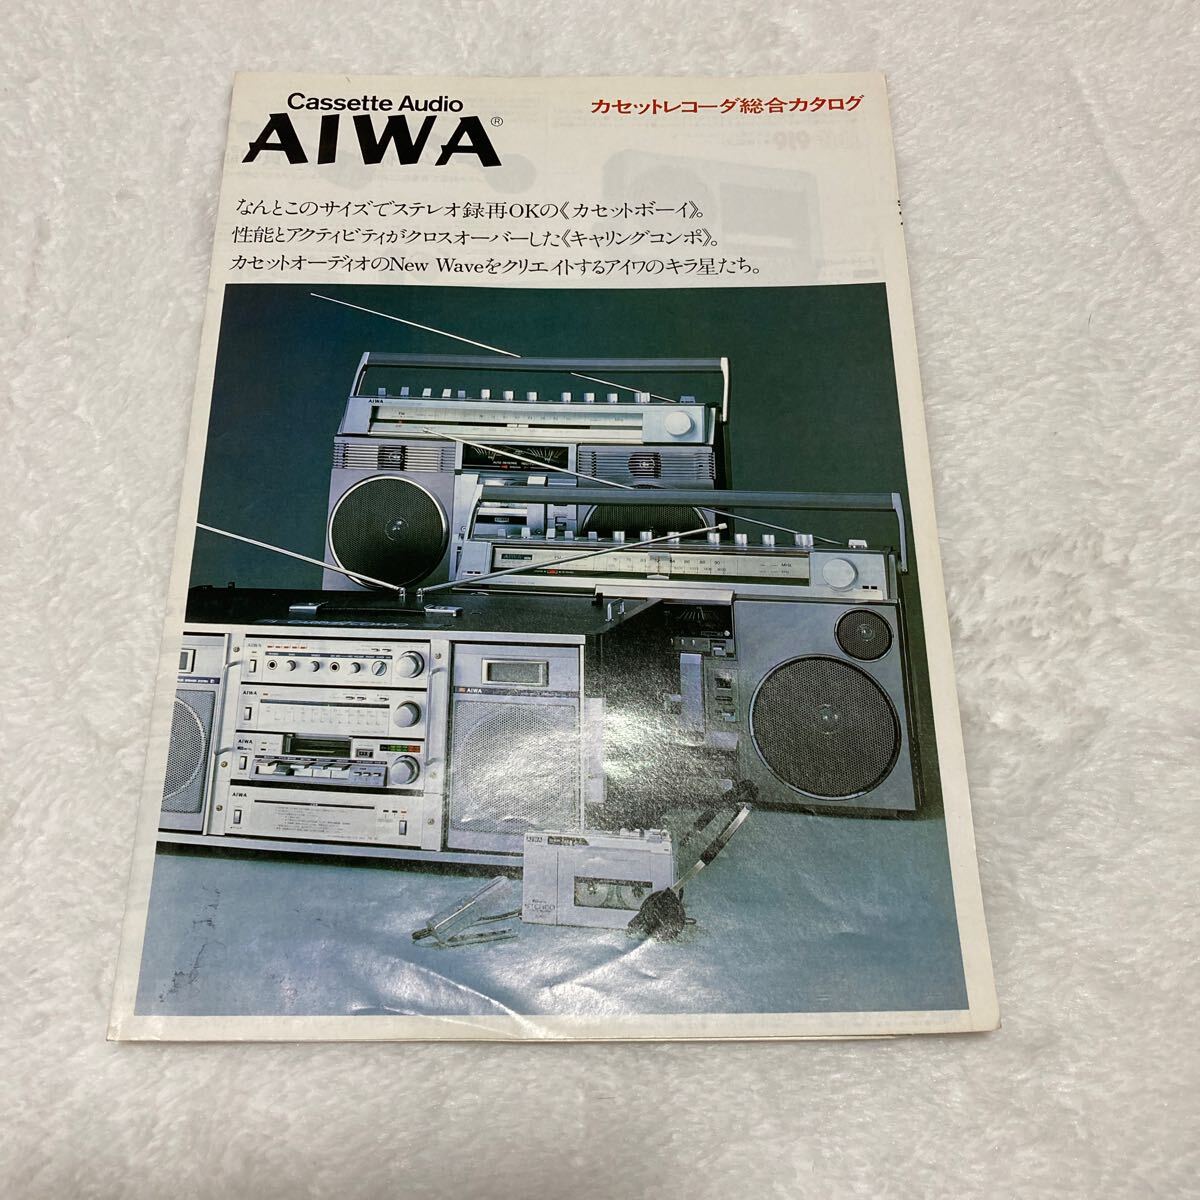 Cassette Audio
AIWA®
カセットレコーダ総合カタログ
なんとこのサイズでステレオ録・再OKの《カセットボーイ》。
性能とアクティビティがクロスオーバーした《キャリングコンポ》。
カセットオーディオのNew Waveをクリエイトするアイワのキラ星たち。
AIWA
AIWA
AIWA
AIWA
AIWA
AIWA
AIWA
STEREO